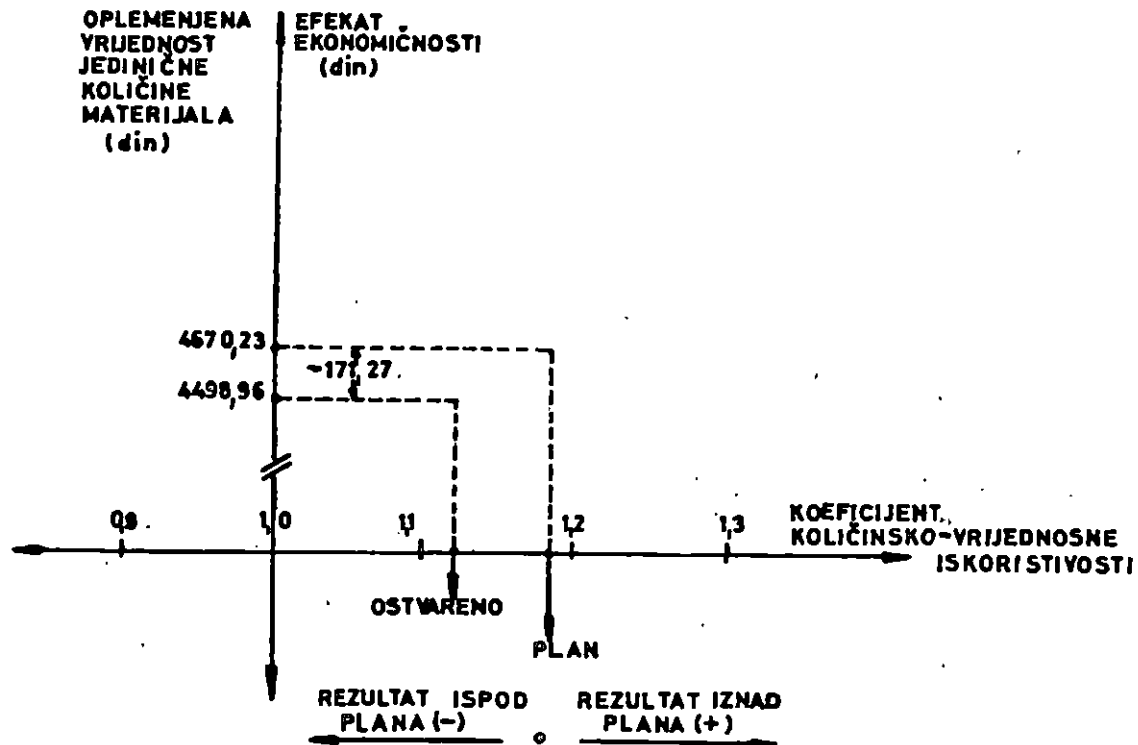 OPLEMENJENA
VRIJEDNOST
JEDINIČNE
KOLIČINE
MATERIJALA
(din)
EFEKAT
EKONOMIČNOSTI
(din)
4670,23
~171,27
4498,96
0,9
1,0
1,1
1,2
1,3
KOEFICIJENT
KOLIČINSKO-VRIJEDNOSNE
ISKORISTIVOSTI
OSTVARENO
PLAN
REZULTAT ISPOD
PLANA (-)
REZULTAT IZNAD
PLANA (+)